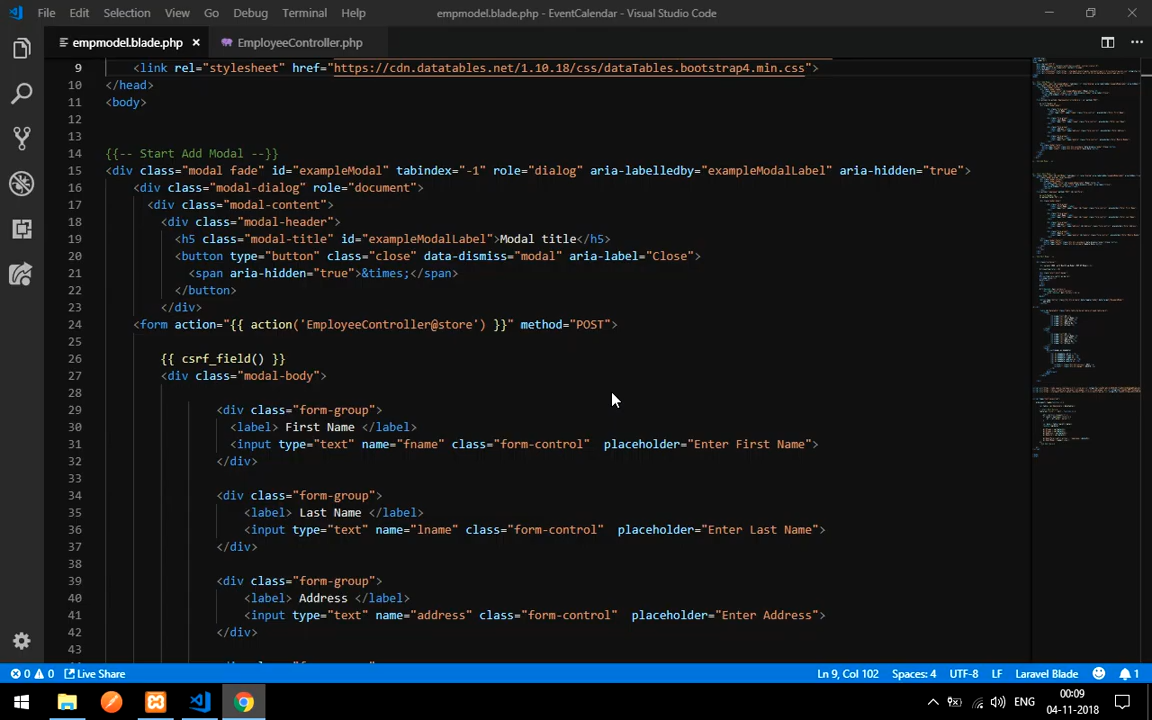 File Edit Selection View Go Debug Terminal Help empmodel.blade.php - EventCalendar - Visual Studio Code
empmodel.blade.php × EmployeeController.php
9 <link rel="stylesheet" href="https://cdn.datatables.net/1.10.18/css/dataTables.bootstrap4.min.css">
10 </head>
11 <body>
12
13
14 {{-- Start Add Modal --}}
15 <div class="modal fade" id="exampleModal" tabindex="-1" role="dialog" aria-labelledby="exampleModalLabel" aria-hidden="true">
16 <div class="modal-dialog" role="document">
17 <div class="modal-content">
18 <div class="modal-header">
19 <h5 class="modal-title" id="exampleModalLabel">Modal title</h5>
20 <button type="button" class="close" data-dismiss="modal" aria-label="Close">
21 <span aria-hidden="true">&times;</span>
22 </button>
23 </div>
24 <form action="{{ action('EmployeeController@store') }}" method="POST">
25
26 {{ csrf_field() }}
27 <div class="modal-body">
28
29 <div class="form-group">
30 <label> First Name </label>
31 <input type="text" name="fname" class="form-control" placeholder="Enter First Name">
32 </div>
33
34 <div class="form-group">
35 <label> Last Name </label>
36 <input type="text" name="lname" class="form-control" placeholder="Enter Last Name">
37 </div>
38
39 <div class="form-group">
40 <label> Address </label>
41 <input type="text" name="address" class="form-control" placeholder="Enter Address">
42 </div>
43
0 0 Live Share Ln 9, Col 102 Spaces: 4 UTF-8 LF Laravel Blade 1
ENG 00:09
04-11-2018